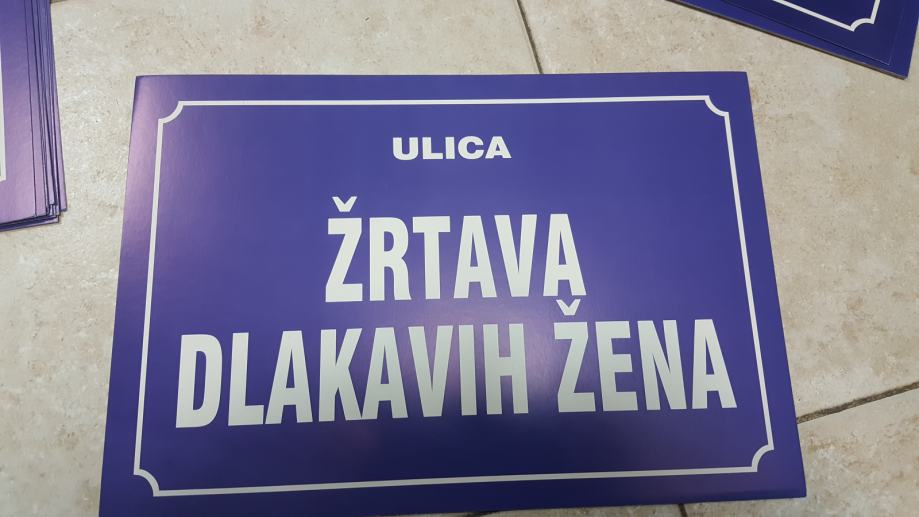 ULICA
ŽRTAVA
DLAKAVIH ŽENA